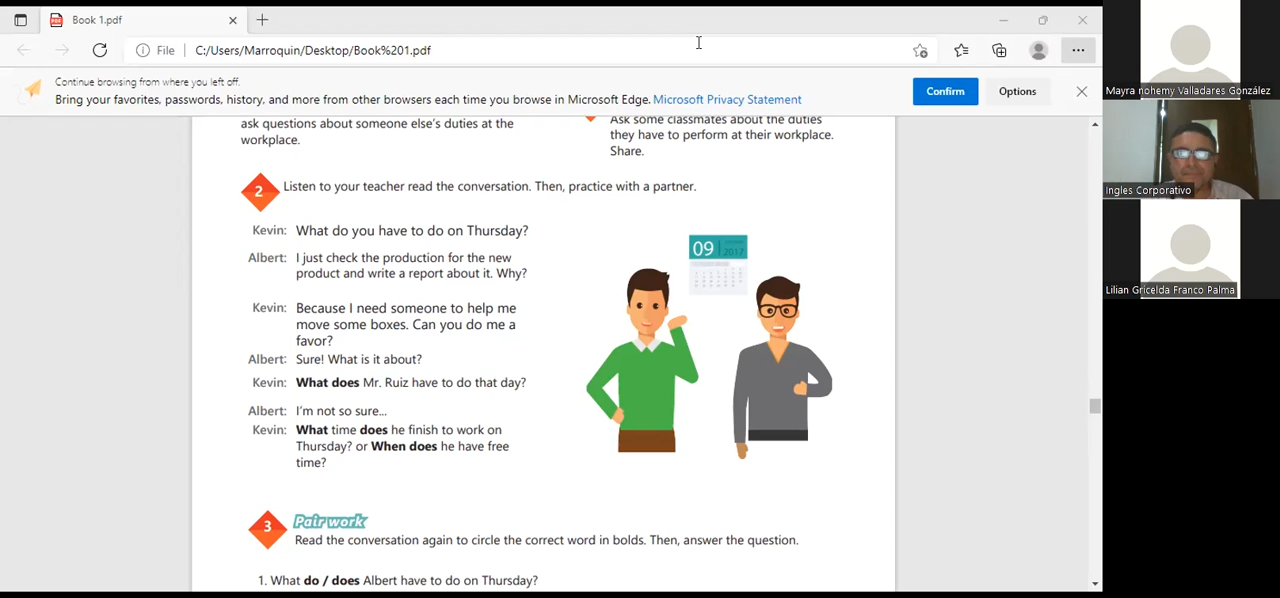 Book 1.pdf
File
C:/Users/Marroquin/Desktop/Book%201.pdf
Continue browsing from where you left off.
Bring your favorites, passwords, history, and more from other browsers each time you browse in Microsoft Edge. Microsoft Privacy Statement
Confirm
Options
ask questions about someone else's duties at the
workplace.
Ask some classmates about the duties
they have to perform at their workplace.
Share.
2
Listen to your teacher read the conversation. Then, practice with a partner.
Kevin: What do you have to do on Thursday?
Albert: I just check the production for the new
product and write a report about it. Why?
Kevin: Because I need someone to help me
move some boxes. Can you do me a
favor?
Albert: Sure! What is it about?
Kevin: What does Mr. Ruiz have to do that day?
Albert: I'm not so sure...
Kevin: What time does he finish to work on
Thursday? or When does he have free
time?
09
2017
3
Pair work
Read the conversation again to circle the correct word in bolds. Then, answer the question.
1. What do / does Albert have to do on Thursday?
Mayra nohemy Valladares González
Ingles Corporativo
Lilian Gricelda Franco Palma